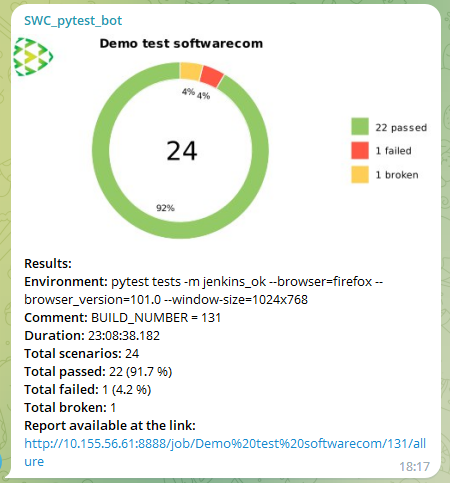 SWC_pytest_bot
Demo test softwarecom
4% 4%
24
92%
22 passed
1 failed
1 broken
Results:
Environment: pytest tests -m jenkins_ok --browser=firefox --
browser_version=101.0 --window-size=1024x768
Comment: BUILD_NUMBER = 131
Duration: 23:08:38.182
Total scenarios: 24
Total passed: 22 (91.7 %)
Total failed: 1 (4.2 %)
Total broken: 1
Report available at the link:
http://10.155.56.61:8888/job/Demo%20test%20softwarecom/131/all
ure
18:17